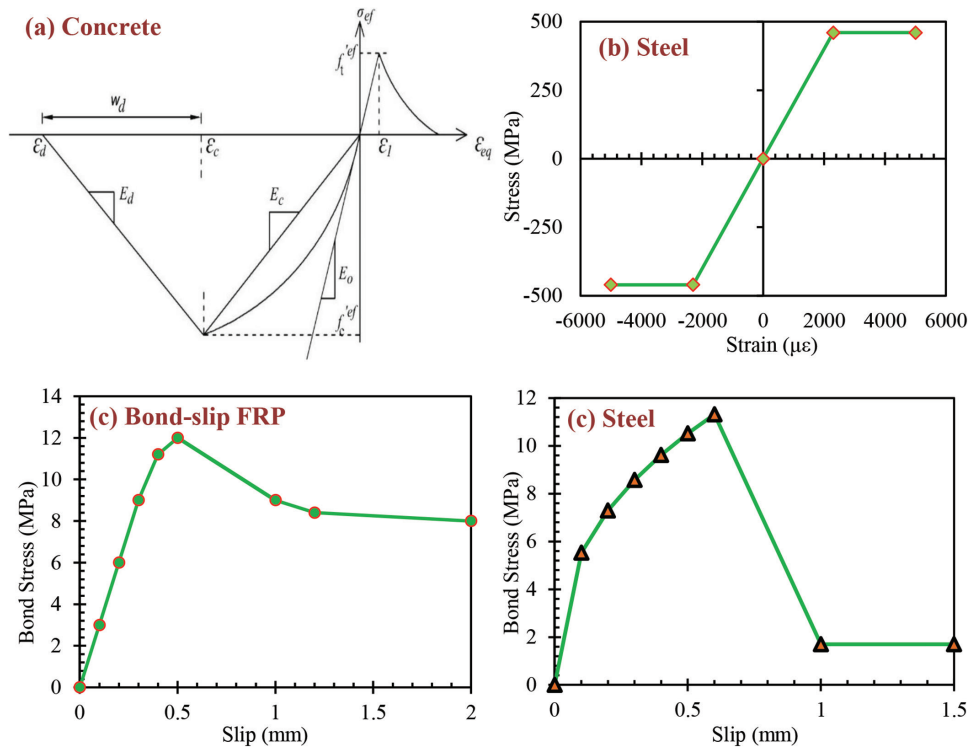 (a) Concrete
σef
f't ef
wd
εd
εc
εl
εeq
Ed
Ec
Eo
f'c ef
(b) Steel
500
250
0
-250
-500
-6000 -4000 -2000 0 2000 4000 6000
Stress (MPa)
Strain (με)
(c) Bond-slip FRP
14
12
10
8
6
4
2
0
0 0.5 1 1.5 2
Bond Stress (MPa)
Slip (mm)
(c) Steel
12
10
8
6
4
2
0
0 0.5 1 1.5
Bond Stress (MPa)
Slip (mm)